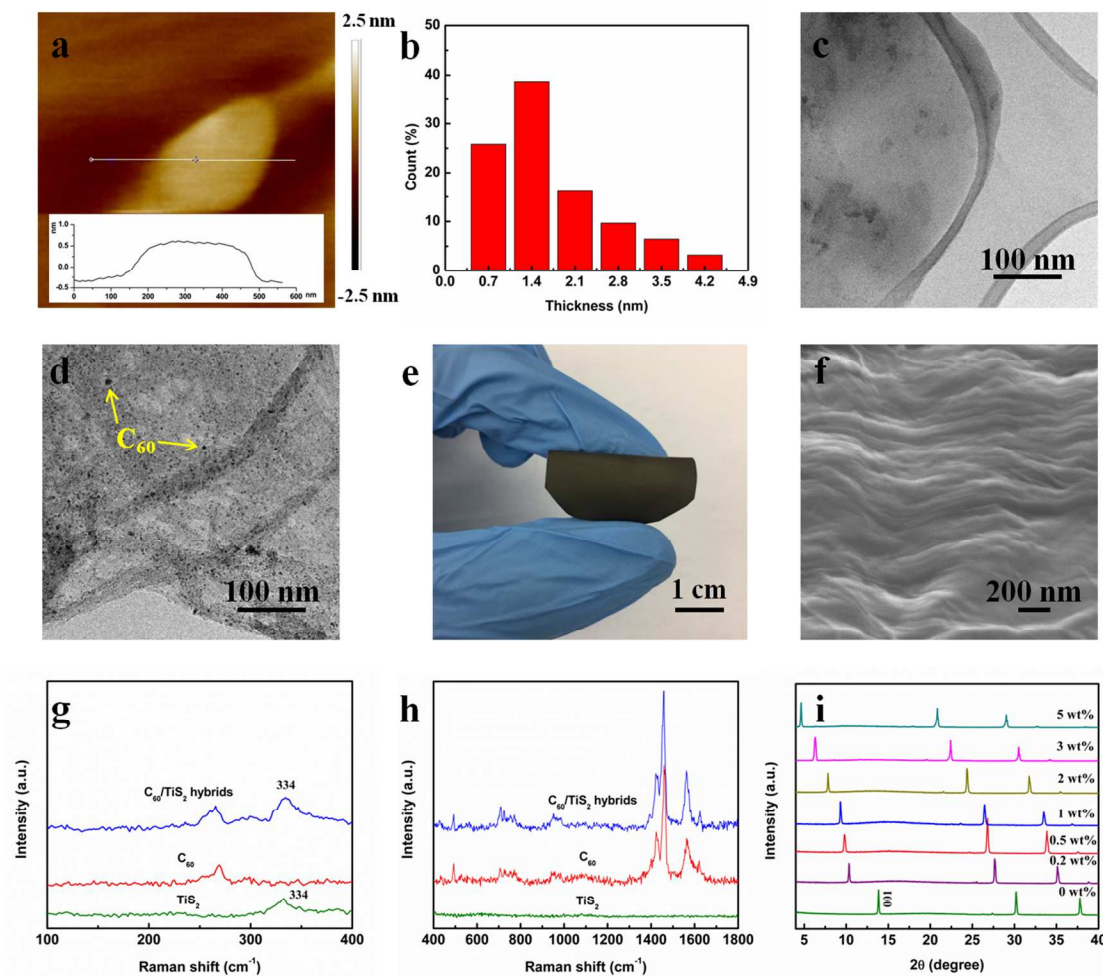 a
2.5 nm
-2.5 nm
nm
1.0
0.5
0.0
-0.5
0 100 200 300 400 500 600 nm
b
Count (%)
50
40
30
20
10
0
0.0 0.7 1.4 2.1 2.8 3.5 4.2 4.9
Thickness (nm)
c
100 nm
d
C60
100 nm
e
1 cm
f
200 nm
g
Intensity (a.u.)
334
C60/TiS2 hybrids
C60
334
TiS2
100 200 300 400
Raman shift (cm-1)
h
Intensity (a.u.)
C60/TiS2 hybrids
C60
TiS2
400 600 800 1000 1200 1400 1600 1800
Raman shift (cm-1)
i
Intensity (a.u.)
5 wt%
3 wt%
2 wt%
1 wt%
0.5 wt%
0.2 wt%
0 wt%
001
5 10 15 20 25 30 35 40
2θ (degree)